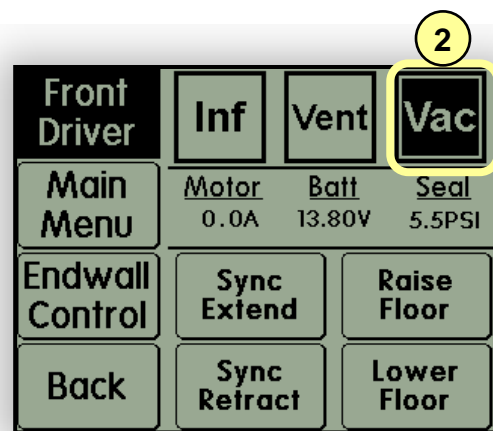 2
Front
Driver
Inf
Vent
Vac
Main
Menu
Motor Batt Seal
0.0A 13.80V 5.5PSI
Endwall
Control
Sync
Extend
Raise
Floor
Back
Sync
Retract
Lower
Floor